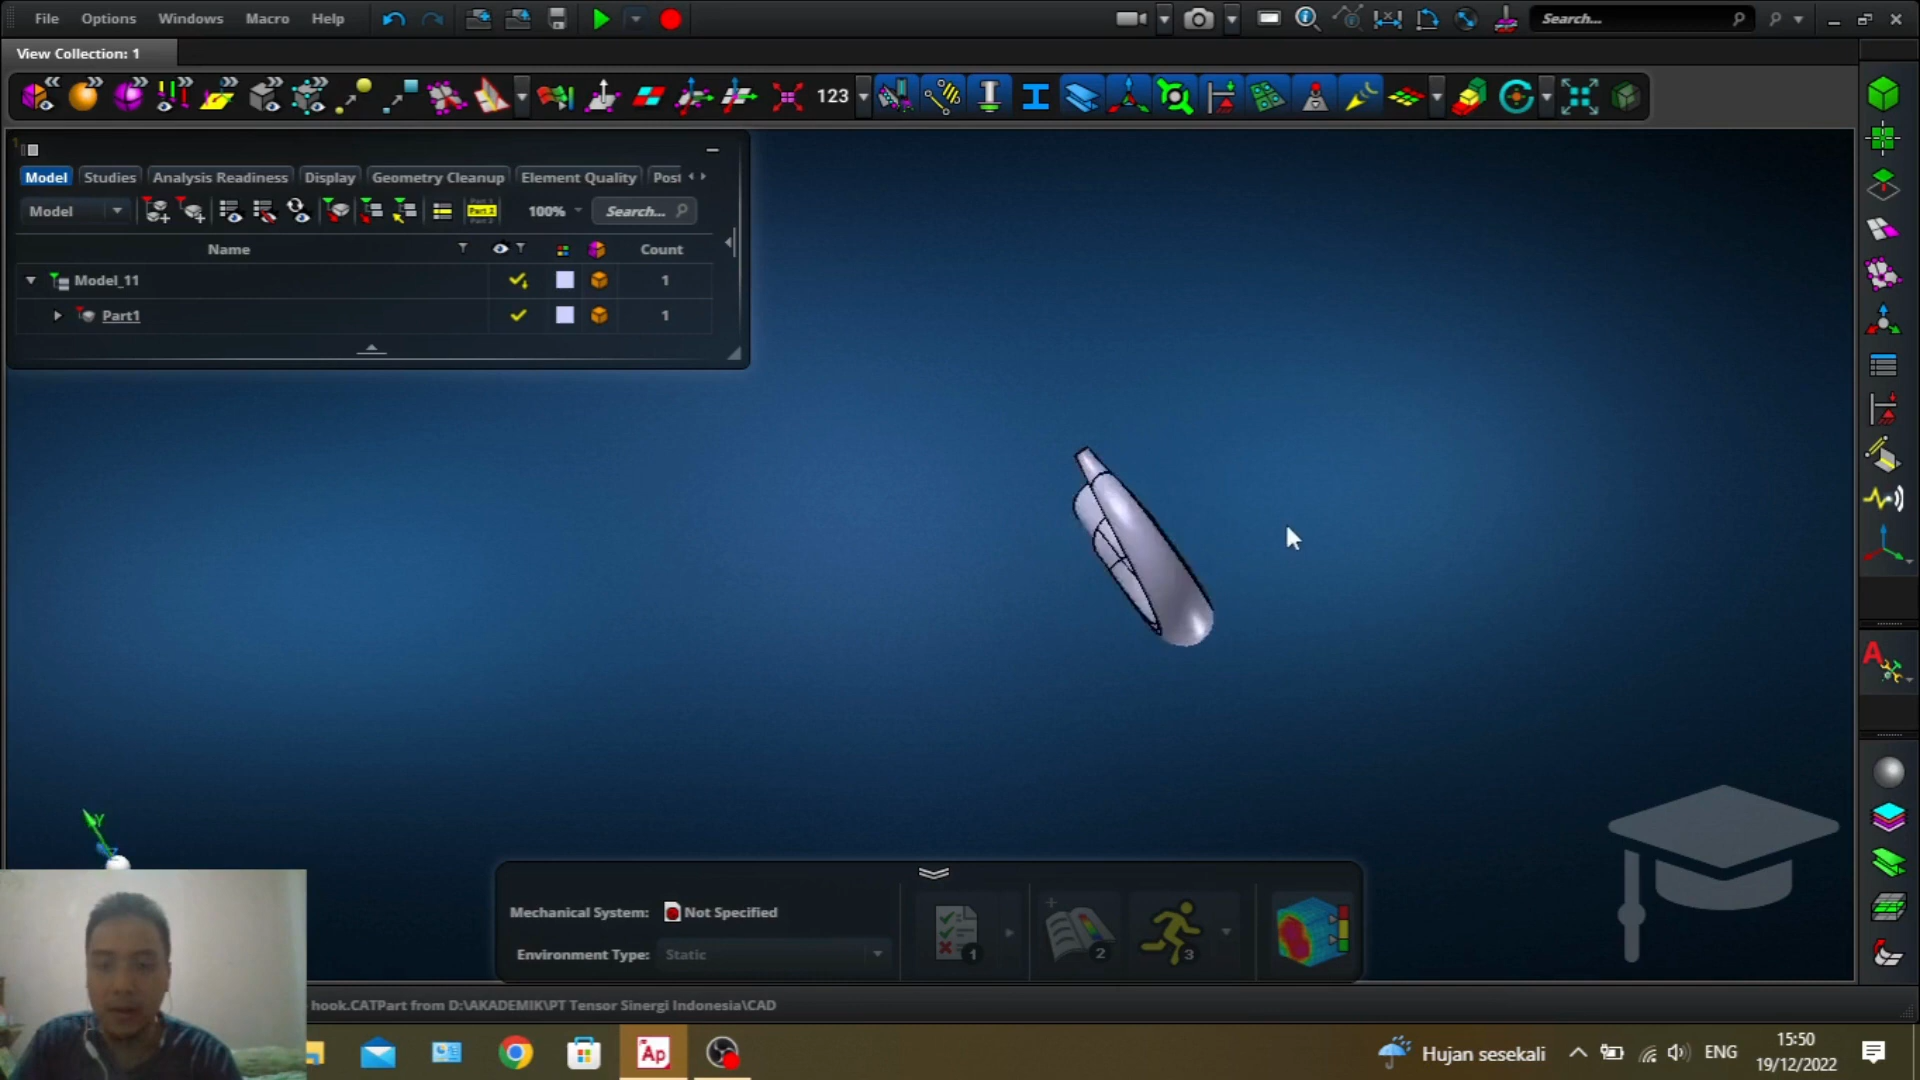 File Options Windows Macro Help Search...
View Collection: 1
123
Model Studies Analysis Readiness Display Geometry Cleanup Element Quality Post
Model 100% Search...
Name Count
Model_11 1
Part1 1
Y
Mechanical System: Not Specified
Environment Type: Static
1 2 3
hook.CATPart from D:\AKADEMIK\PT Tensor Sinergi Indonesia\CAD
Ap
Hujan sesekali ENG 15:50
19/12/2022